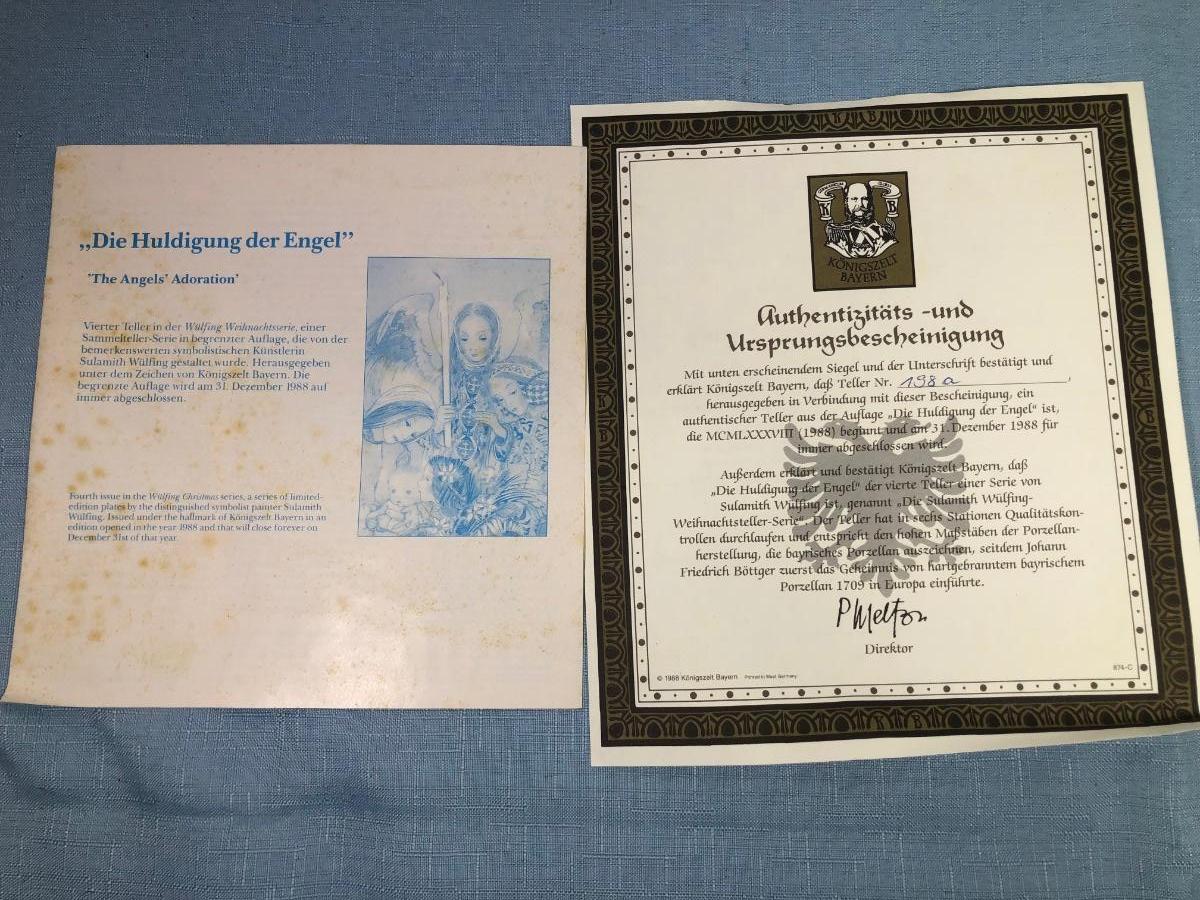 „Die Huldigung der Engel”
'The Angels' Adoration'
Vierter Teller in der Wülfing Weihnachtsserie, einer
Sammelteller-Serie in begrenzter Auflage, die von der
bemerkenswerten symbolistischen Künstlerin
Sulamith Wülfing gestaltet wurde. Herausgegeben
unter dem Zeichen von Königszelt Bayern. Die
begrenzte Auflage wird am 31. Dezember 1988 auf
immer abgeschlossen.
Fourth issue in the Wülfing Christmas series, a series of limited-
edition plates by the distinguished symbolist painter Sulamith
Wülfing. Issued under the hallmark of Königszelt Bayern in an
edition opened in the year 1988 and that will close forever on
December 31st of that year.
K B
KÖNIGSZELT
BAYERN
Authentizitäts -und
Ursprungsbescheinigung
Mit unten erscheinendem Siegel und der Unterschrift bestätigt und
erklärt Königszelt Bayern, daß Teller Nr. 198 a,
herausgegeben in Verbindung mit dieser Bescheinigung, ein
authentischer Teller aus der Auflage „Die Huldigung der Engel“ ist,
die MCMLXXXVIII (1988) beginnt und am 31. Dezember 1988 für
immer abgeschlossen wird.
Außerdem erklärt und bestätigt Königszelt Bayern, daß
„Die Huldigung der Engel“ der vierte Teller einer Serie von
Sulamith Wülfing ist, genannt „Die Sulamith Wülfing-
Weihnachtsteller-Serie“. Der Teller hat in sechs Stationen Qualitätskon-
trollen durchlaufen und entspricht den hohen Maßstäben der Porzellan-
herstellung, die bayrisches Porzellan auszeichnen, seitdem Johann
Friedrich Böttger zuerst das Geheimnis von hartgebranntem bayrischem
Porzellan 1709 in Europa einführte.
P Melton
Direktor
© 1988 Königszelt Bayern Printed in West Germany
874-C